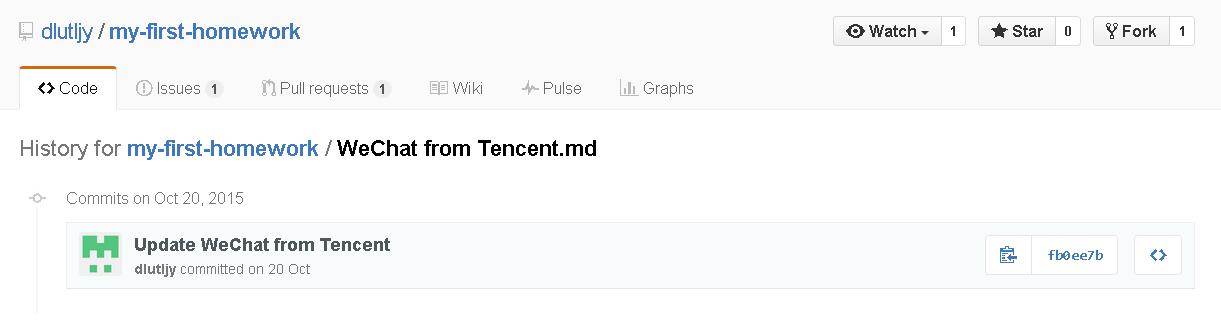 dlutljy / my-first-homework Watch 1 Star 0 Fork 1
Code Issues 1 Pull requests 1 Wiki Pulse Graphs
History for my-first-homework / WeChat from Tencent.md
Commits on Oct 20, 2015
Update WeChat from Tencent
dlutljy committed on 20 Oct
fb0ee7b